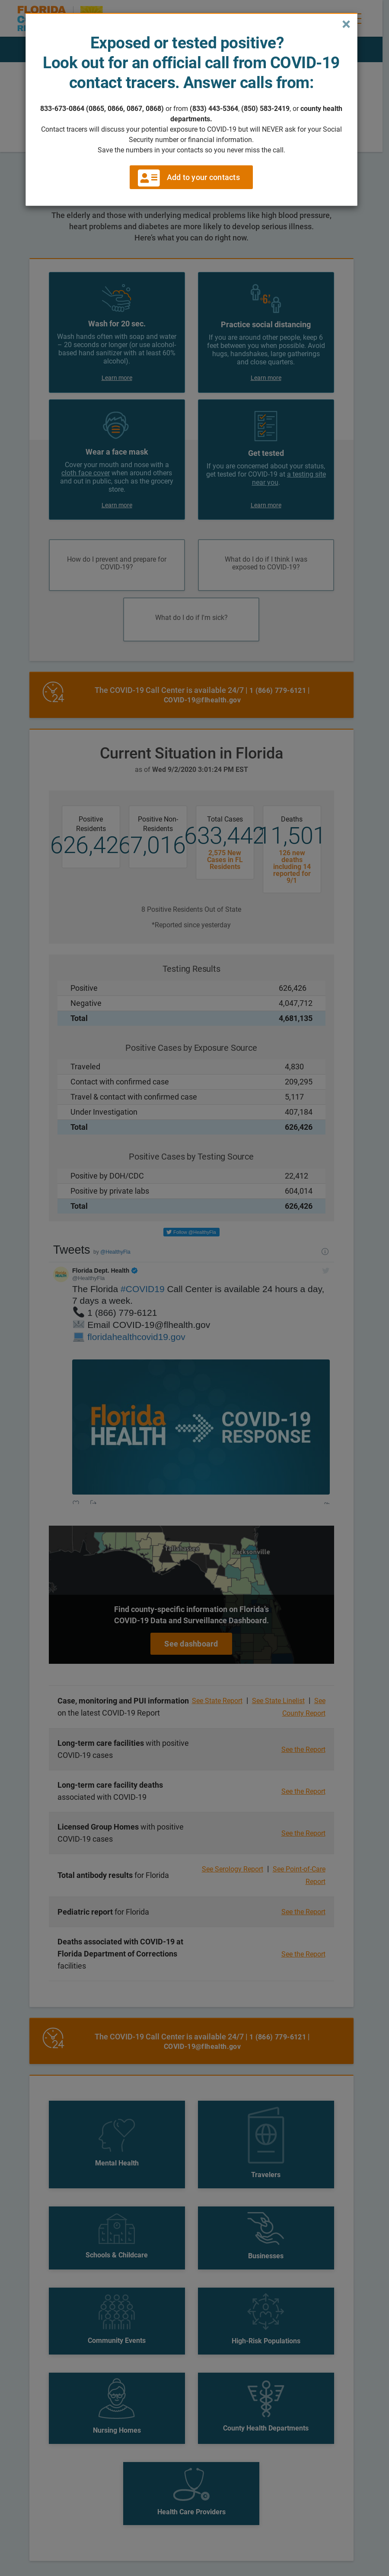 FLORIDA
×
Exposed or tested positive?
Look out for an official call from COVID-19
contact tracers. Answer calls from:
833-673-0864 (0865, 0866, 0867, 0868) or from (833) 443-5364, (850) 583-2419, or county health
departments.
Contact tracers will discuss your potential exposure to COVID-19 but will NEVER ask for your Social
Security number or financial information.
Save the numbers in your contacts so you never miss the call.
Add to your contacts
The elderly and those with underlying medical problems like high blood pressure,
heart problems and diabetes are more likely to develop serious illness.
Here's what you can do right now.
Wash for 20 sec.
Wash hands often with soap and water
– 20 seconds or longer (or use alcohol-
based hand sanitizer with at least 60%
alcohol).
Learn more
Practice social distancing
If you are around other people, keep 6
feet between you when possible. Avoid
hugs, handshakes, large gatherings
and close quarters.
Learn more
Wear a face mask
Cover your mouth and nose with a
cloth face cover when around others
and out in public, such as the grocery
store.
Learn more
Get tested
If you are concerned about your status,
get tested for COVID-19 at a testing site
near you.
Learn more
How do I prevent and prepare for
COVID-19?
What do I do if I think I was
exposed to COVID-19?
What do I do if I'm sick?
24
The COVID-19 Call Center is available 24/7 | 1 (866) 779-6121 |
COVID-19@flhealth.gov
Current Situation in Florida
as of Wed 9/2/2020 3:01:24 PM EST
Positive
Residents
626,426
Positive Non-
Residents
7,016
Total Cases
633,442
2,575 New
Cases in FL
Residents
Deaths
11,501
126 new
deaths
including 14
reported for
9/1
8 Positive Residents Out of State
*Reported since yesterday
Testing Results
Positive 626,426
Negative 4,047,712
Total 4,681,135
Positive Cases by Exposure Source
Traveled 4,830
Contact with confirmed case 209,295
Travel & contact with confirmed case 5,117
Under Investigation 407,184
Total 626,426
Positive Cases by Testing Source
Positive by DOH/CDC 22,412
Positive by private labs 604,014
Total 626,426
Follow @HealthyFla
Tweets by @HealthyFla
Florida Dept. Health
@HealthyFla
The Florida #COVID19 Call Center is available 24 hours a day,
7 days a week.
1 (866) 779-6121
Email COVID-19@flhealth.gov
floridahealthcovid19.gov
Florida
HEALTH
COVID-19
RESPONSE
Tallahassee
Jacksonville
Find county-specific information on Florida's
COVID-19 Data and Surveillance Dashboard.
See dashboard
Case, monitoring and PUI information
on the latest COVID-19 Report
See State Report | See State Linelist | See
County Report
Long-term care facilities with positive
COVID-19 cases
See the Report
Long-term care facility deaths
associated with COVID-19
See the Report
Licensed Group Homes with positive
COVID-19 cases
See the Report
Total antibody results for Florida
See Serology Report | See Point-of-Care
Report
Pediatric report for Florida
See the Report
Deaths associated with COVID-19 at
Florida Department of Corrections
facilities
See the Report
24
The COVID-19 Call Center is available 24/7 | 1 (866) 779-6121 |
COVID-19@flhealth.gov
Mental Health
Travelers
Schools & Childcare
Businesses
Community Events
High-Risk Populations
Nursing Homes
County Health Departments
Health Care Providers